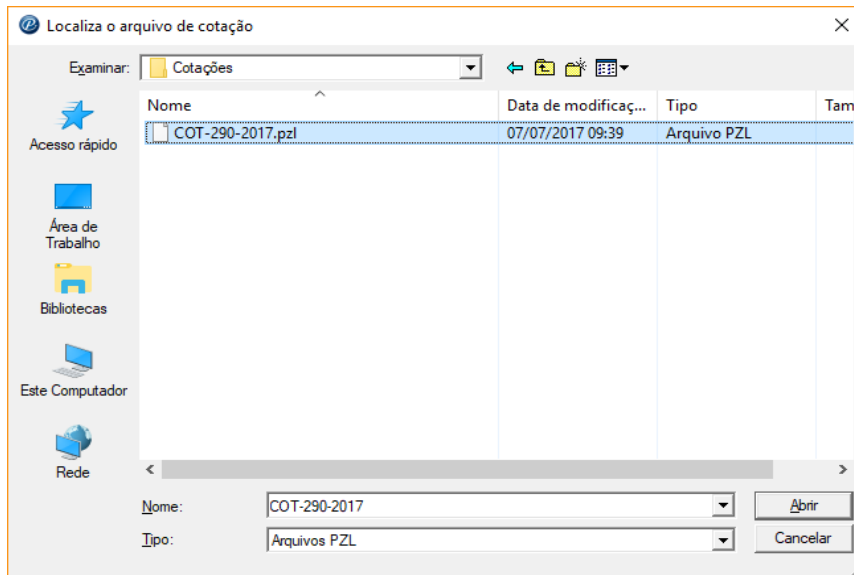 Localiza o arquivo de cotação
Examinar: Cotações
Nome Data de modificaç... Tipo Tam
COT-290-2017.pzl 07/07/2017 09:39 Arquivo PZL
Acesso rápido
Área de
Trabalho
Bibliotecas
Este Computador
Rede
Nome: COT-290-2017 Abrir
Tipo: Arquivos PZL Cancelar